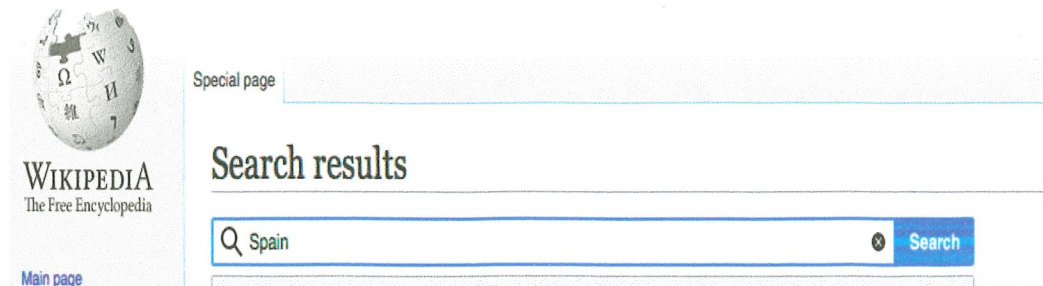 Special page
Search results
WIKIPEDIA
The Free Encyclopedia
Spain
Search
Main page